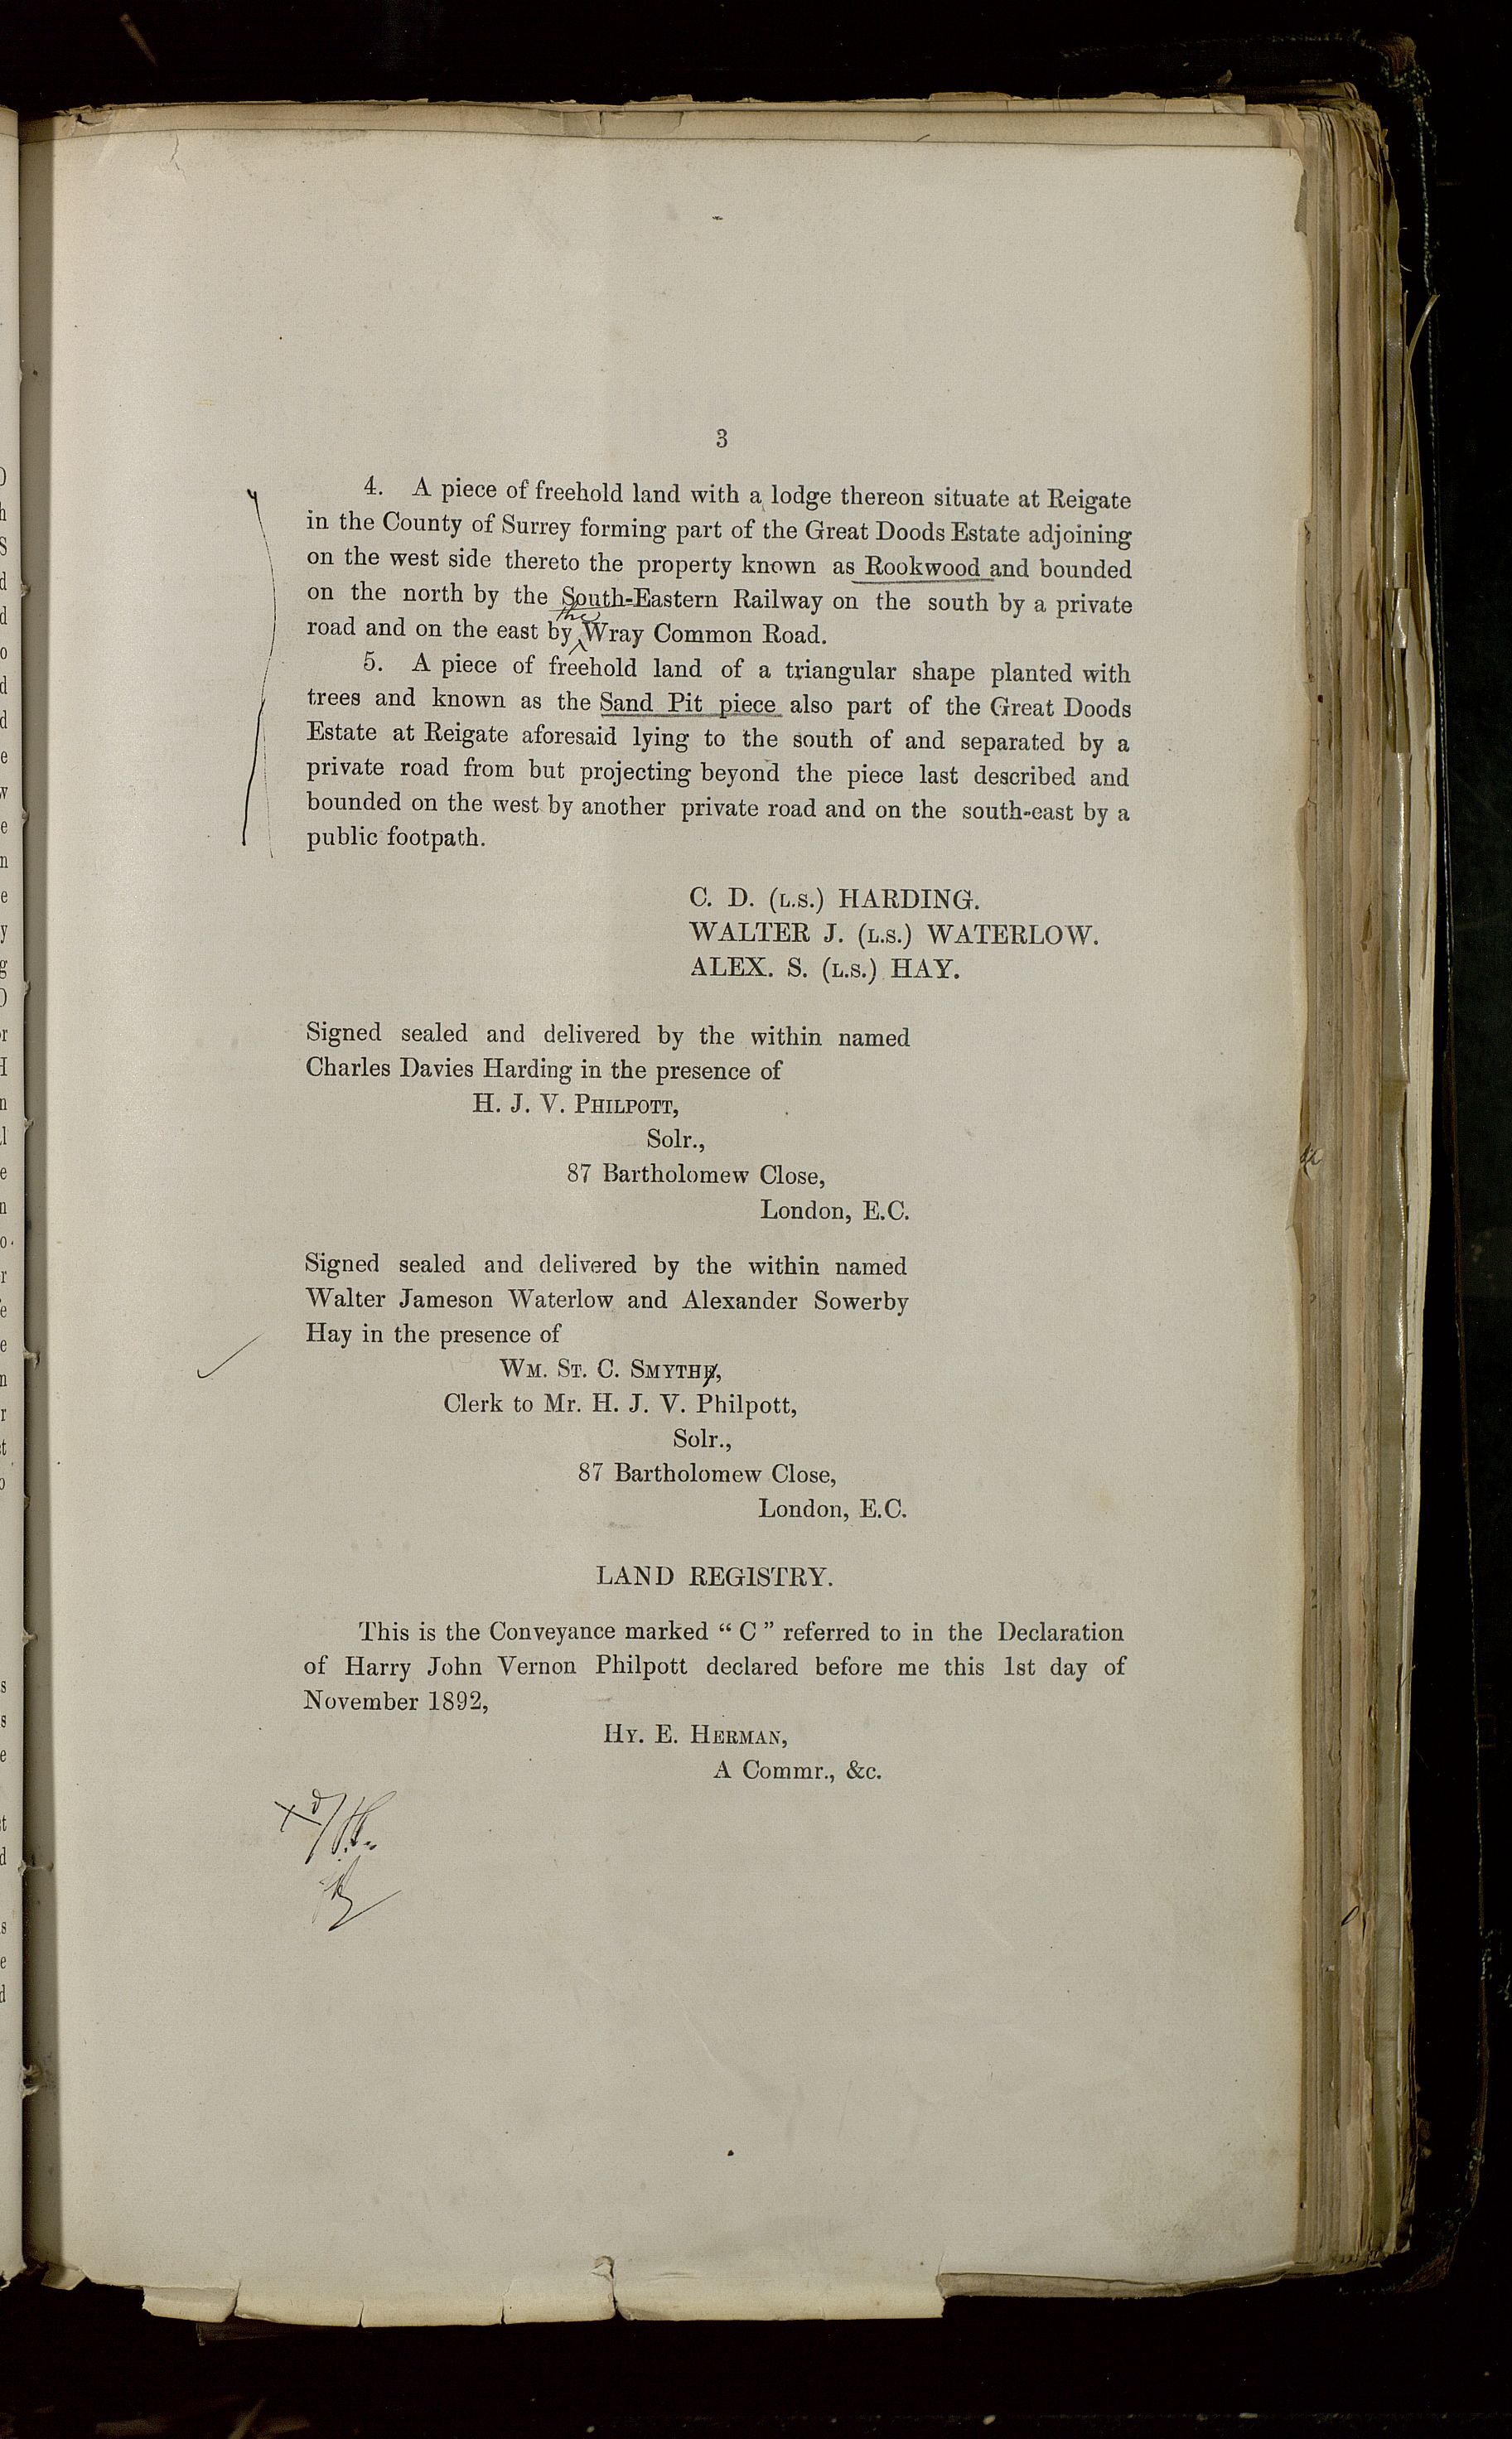 3
4. A piece of freehold land with a lodge thereon situate at Reigate
in the County of Surrey forming part of the Great Doods Estate adjoining
on the west side thereto the property known as Rookwood and bounded
on the north by the South-Eastern Railway on the south by a private
the
road and on the east by Wray Common Road.
5. A piece of freehold land of a triangular shape planted with
trees and known as the Sand Pit piece also part of the Great Doods
Estate at Reigate aforesaid lying to the south of and separated by a
private road from but projecting beyond the piece last described and
bounded on the west by another private road and on the south-east by a
public footpath.
C. D. (L.S.) HARDING.
WALTER J. (L.S.) WATERLOW.
ALEX. S. (L.S.) HAY.
Signed sealed and delivered by the within named
Charles Davies Harding in the presence of
H. J. V. PHILPOTT,
Solr.,
87 Bartholomew Close,
London, E.C.
Signed sealed and delivered by the within named
Walter Jameson Waterlow and Alexander Sowerby
Hay in the presence of
WM. ST. C. SMYTHE,
Clerk to Mr. H. J. V. Philpott,
Solr.,
87 Bartholomew Close,
London, E.C.
LAND REGISTRY.
This is the Conveyance marked “ C ” referred to in the Declaration
of Harry John Vernon Philpott declared before me this 1st day of
November 1892,
HY. E. HERMAN,
A Commr., &c.